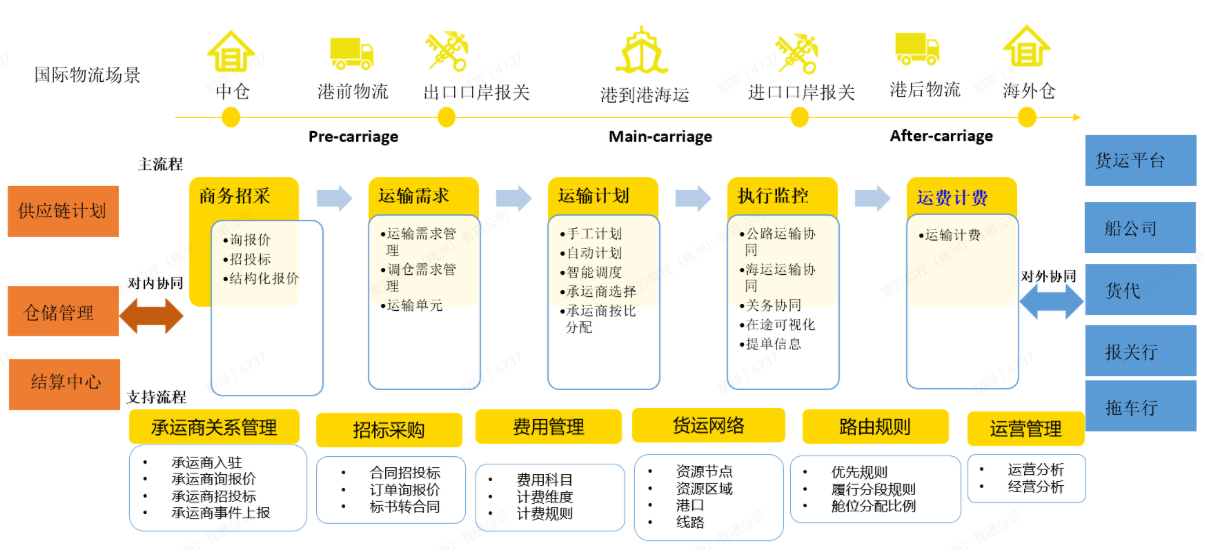 国际物流场景
中仓
港前物流
出口口岸报关
港到港海运
进口口岸报关
港后物流
海外仓
Pre-carriage
Main-carriage
After-carriage
主流程
商务招采
•询报价
•招投标
•结构化报价
运输需求
•运输需求管
理
•调仓需求管
理
•运输单元
运输计划
•手工计划
•自动计划
•智能调度
•承运商选择
•承运商按比
分配
执行监控
•公路运输协
同
•海运运输协
同
•关务协同
•在途可视化
•提单信息
运费计费
•运输计费
供应链计划
仓储管理
结算中心
对内协同
对外协同
货运平台
船公司
货代
报关行
拖车行
支持流程
承运商关系管理
• 承运商入驻
• 承运商询报价
• 承运商招投标
• 承运商事件上报
招标采购
• 合同招投标
• 订单询报价
• 标书转合同
费用管理
• 费用科目
• 计费维度
• 计费规则
货运网络
• 资源节点
• 资源区域
• 港口
• 线路
路由规则
• 优先规则
• 履行分段规则
• 舱位分配比例
运营管理
• 运营分析
• 经营分析